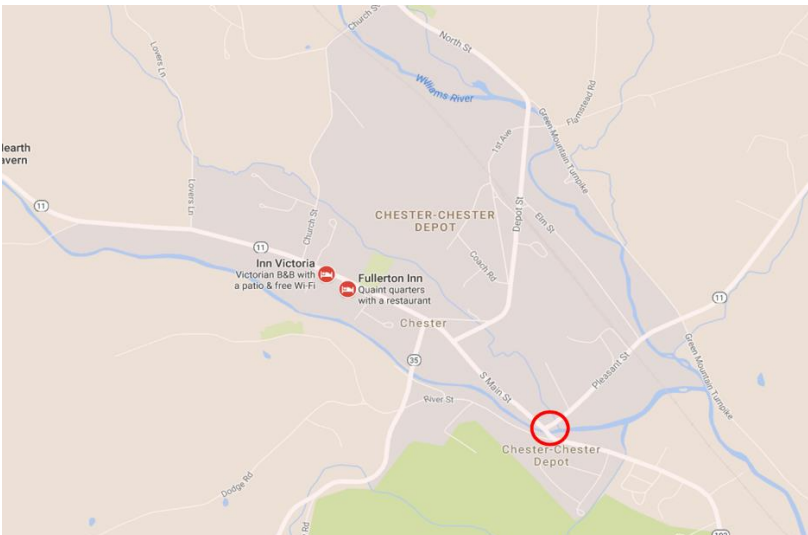 Church St
North St
Lovers Ln
Williams River
Flamstead Rd
Green Mountain Turnpike
1st Ave
earth
avern
Lovers Ln
11
Church St
CHESTER-CHESTER
DEPOT
Depot St
Elm St
11
Inn Victoria
Victorian B&B with
a patio & free Wi-Fi
Coach Rd
Fullerton Inn
Quaint quarters
with a restaurant
11
Chester
35
Pleasant St
Green Mountain Turnpike
S Main St
River St
Chester-Chester
Depot
Dodge Rd
Rd
103